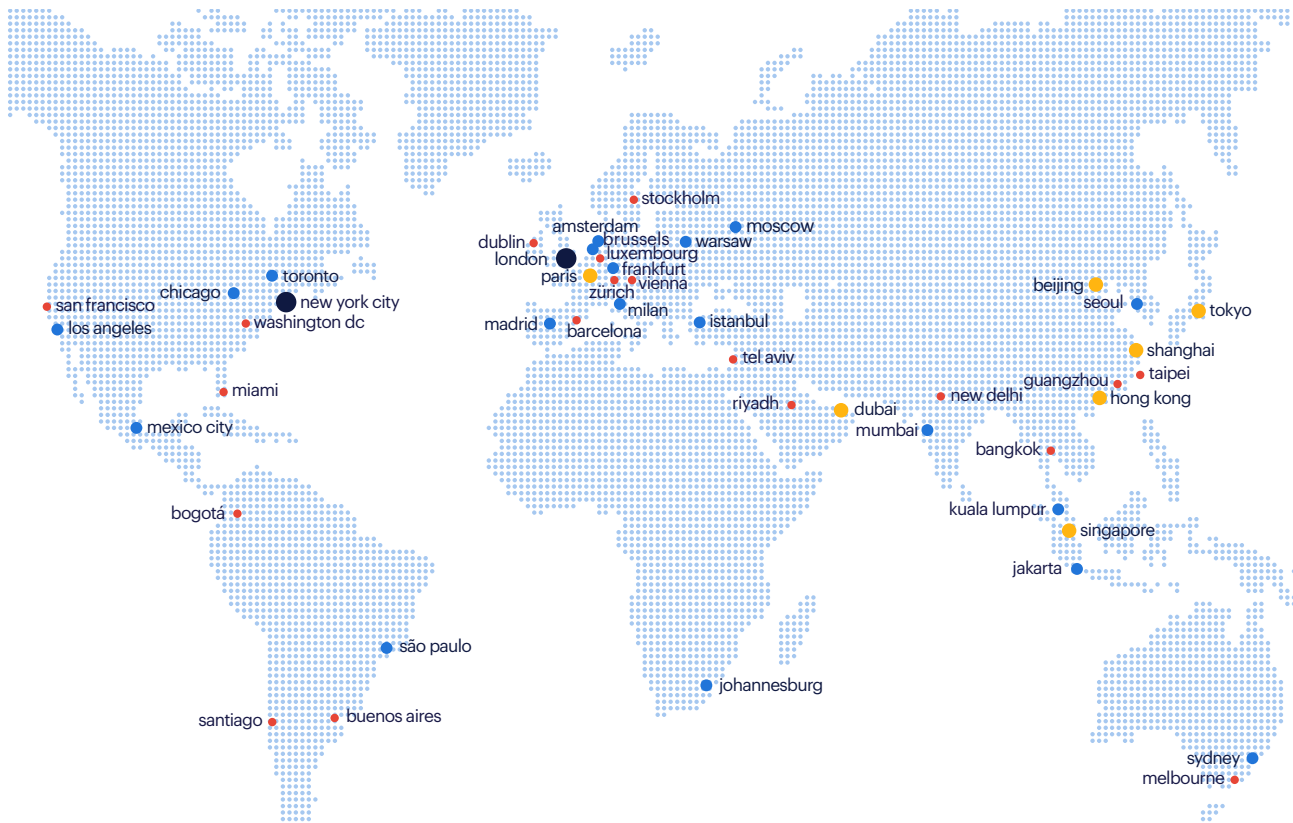 stockholm
amsterdam
moscow
dublin
brussels
warsaw
london
luxembourg
paris
frankfurt
vienna
zürich
milan
toronto
chicago
new york city
san francisco
los angeles
washington dc
madrid
barcelona
istanbul
beijing
seoul
tokyo
shanghai
tel aviv
taipei
guangzhou
miami
riyadh
dubai
new delhi
hong kong
mexico city
mumbai
bangkok
bogotá
kuala lumpur
singapore
jakarta
são paulo
johannesburg
santiago
buenos aires
sydney
melbourne